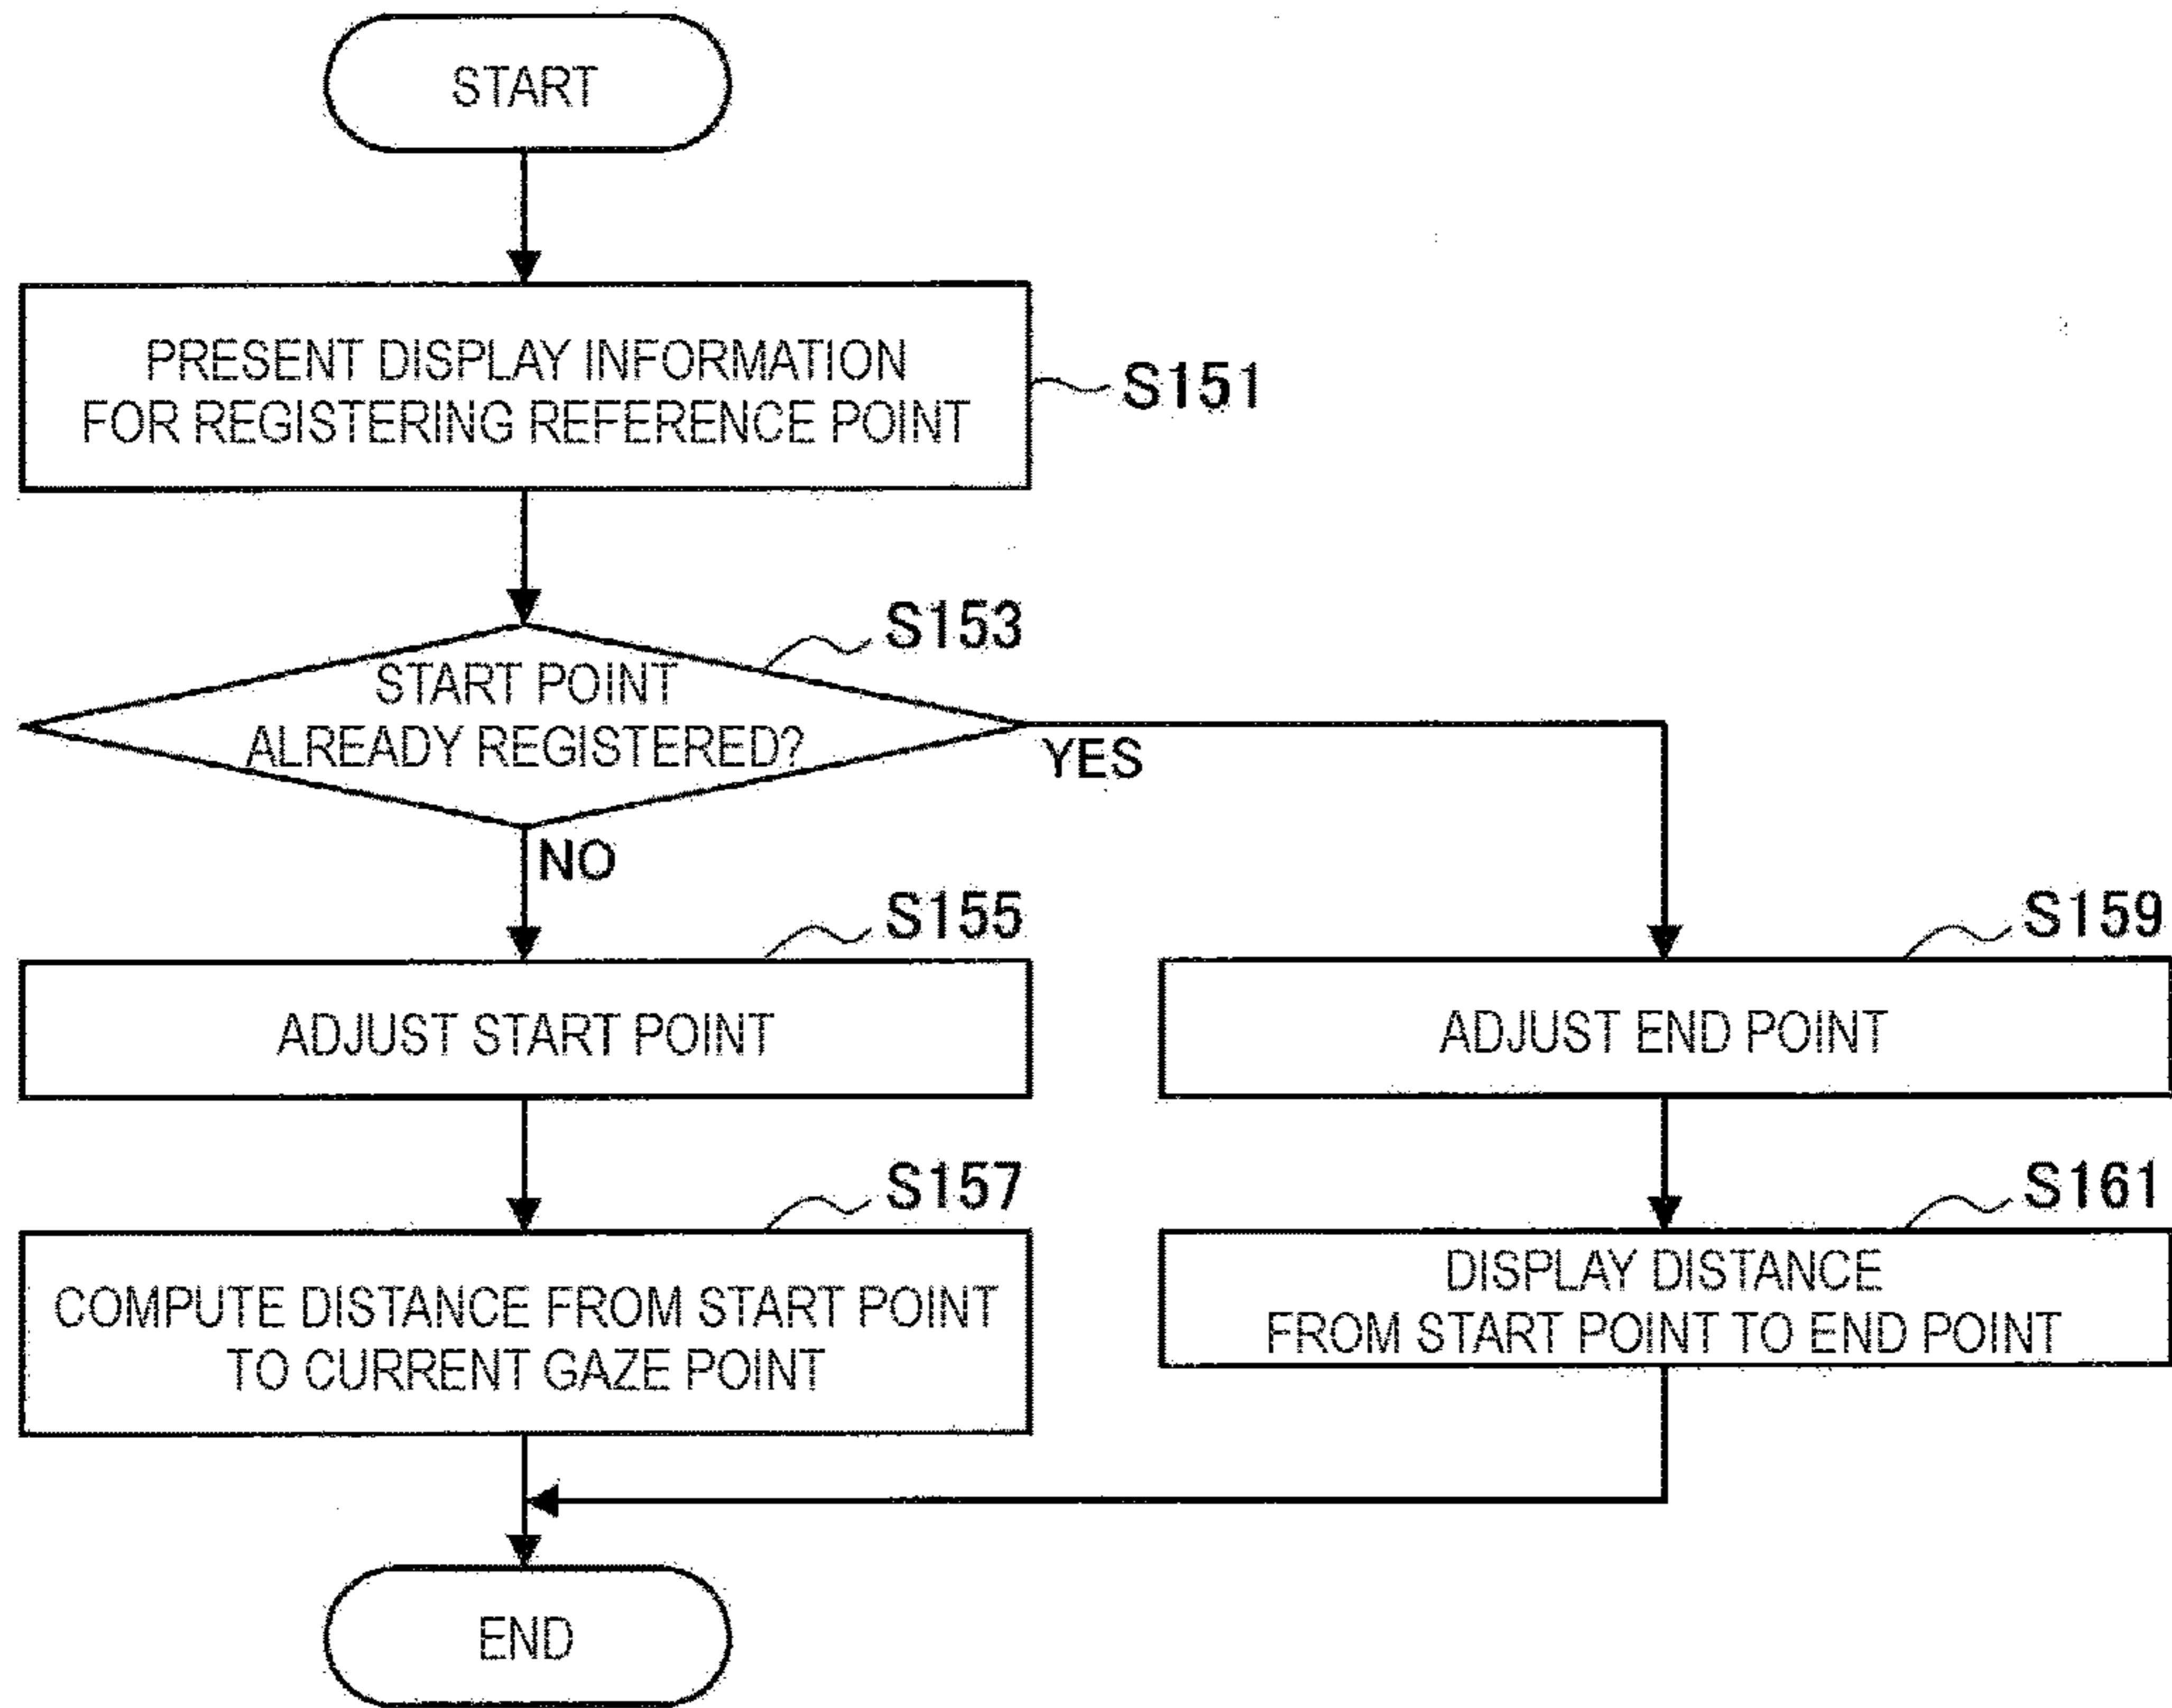 START
PRESENT DISPLAY INFORMATION
FOR REGISTERING REFERENCE POINT
S151
S153
START POINT
ALREADY REGISTERED?
YES
NO
S155
ADJUST START POINT
S159
ADJUST END POINT
S157
COMPUTE DISTANCE FROM START POINT
TO CURRENT GAZE POINT
S161
DISPLAY DISTANCE
FROM START POINT TO END POINT
END